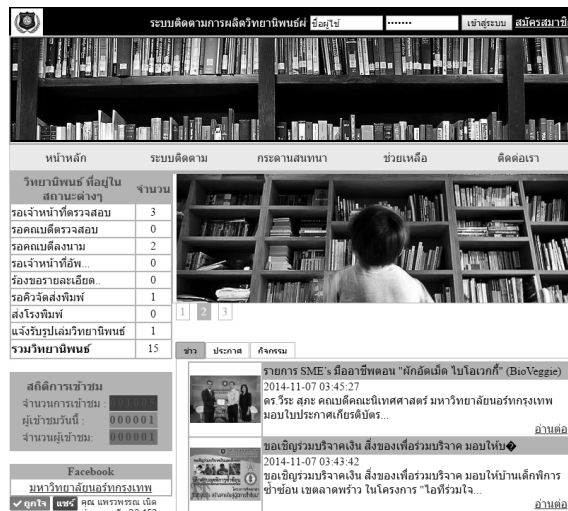 ระบบติดตามการผลิตวิทยานิพนธ์ผ่ ชื่อผู้ใช้ ••••••• เข้าสู่ระบบ สมัครสมาชิ
หน้าหลัก ระบบติดตาม กระดานสนทนา ช่วยเหลือ ติดต่อเรา
วิทยานิพนธ์ ที่อยู่ใน
สถานะต่างๆ จำนวน
รอเจ้าหน้าที่ตรวจสอบ 3
รอคณบดีตรวจสอบ 0
รอคณบดีลงนาม 2
รอเจ้าหน้าที่อัพ... 0
ร้องขอรายละเอียด.. 0
รอคิวจัดส่งพิมพ์ 1
ส่งโรงพิมพ์ 0
แจ้งรับรูปเล่มวิทยานิพนธ์ 1
รวมวิทยานิพนธ์ 15
1 2 3
ข่าว ประกาศ กิจกรรม
รายการ SME's มืออาชีพตอน "ผักอัดเม็ด ไบโอเวกกี้" (BioVeggie)
2014-11-07 03:45:27
ดร.วีระ สุภะ คณบดีคณะนิเทศศาสตร์ มหาวิทยาลัยนอร์ทกรุงเทพ
มอบใบประกาศเกียรติบัตร...
อ่านต่อ
ขอเชิญร่วมบริจาคเงิน สิ่งของเพื่อร่วมบริจาค มอบให้บ�
2014-11-07 03:43:42
ขอเชิญร่วมบริจาคเงิน สิ่งของเพื่อร่วมบริจาค มอบให้บ้านเด็กพิการ
ซ้ำซ้อน เขตลาดพร้าว ในโครงการ "ไอทีร่วมใจ...
อ่านต่อ
สถิติการเข้าชม
จำนวนการเข้าชม :
ผู้เข้าชมวันนี้ : 000001
จำนวนผู้เข้าชม: 000001
Facebook
มหาวิทยาลัยนอร์ทกรุงเทพ
ถูกใจ แชร์ คุณ แพรวพรรณ เนิด